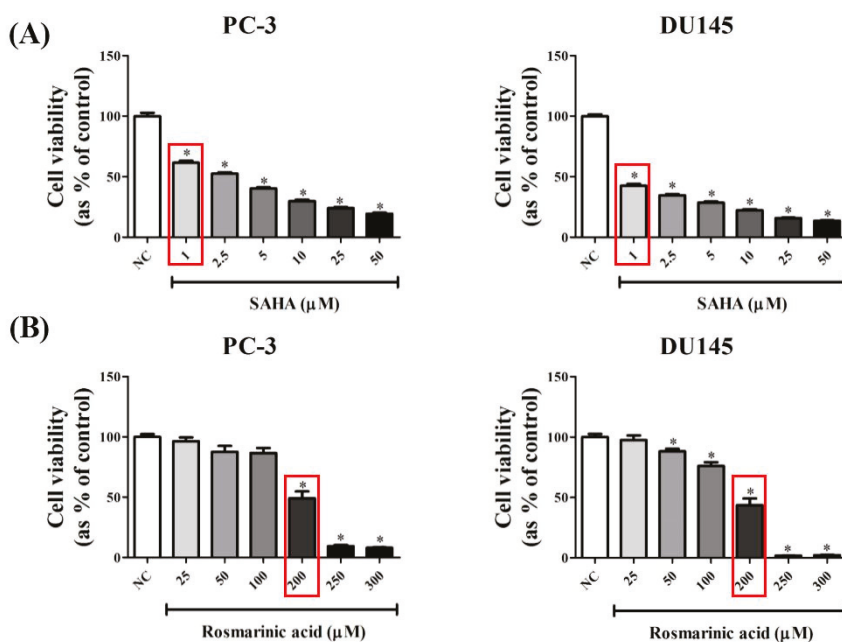 (A)
PC-3
Cell viability
(as % of control)
150
100
50
0
*
*
*
*
*
*
NC
1
2.5
5
10
25
50
SAHA (μM)
DU145
Cell viability
(as % of control)
150
100
50
0
*
*
*
*
*
*
NC
1
2.5
5
10
25
50
SAHA (μM)
(B)
PC-3
Cell viability
(as % of control)
150
100
50
0
*
*
*
NC
25
50
100
200
250
300
Rosmarinic acid (μM)
DU145
Cell viability
(as % of control)
150
100
50
0
*
*
*
*
*
NC
25
50
100
200
250
300
Rosmarinic acid (μM)